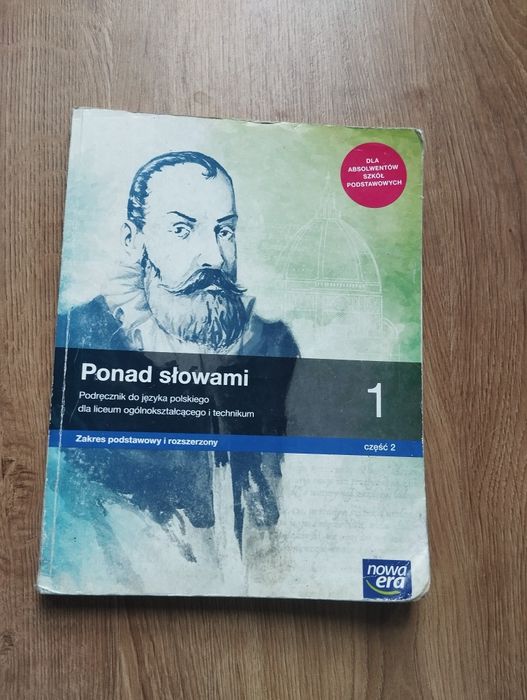 DLA
ABSOLWENTÓW
SZKÓŁ
PODSTAWOWYCH
Ponad słowami
Podręcznik do języka polskiego
dla liceum ogólnokształcącego i technikum
1
Zakres podstawowy i rozszerzony
część 2
nowa
era